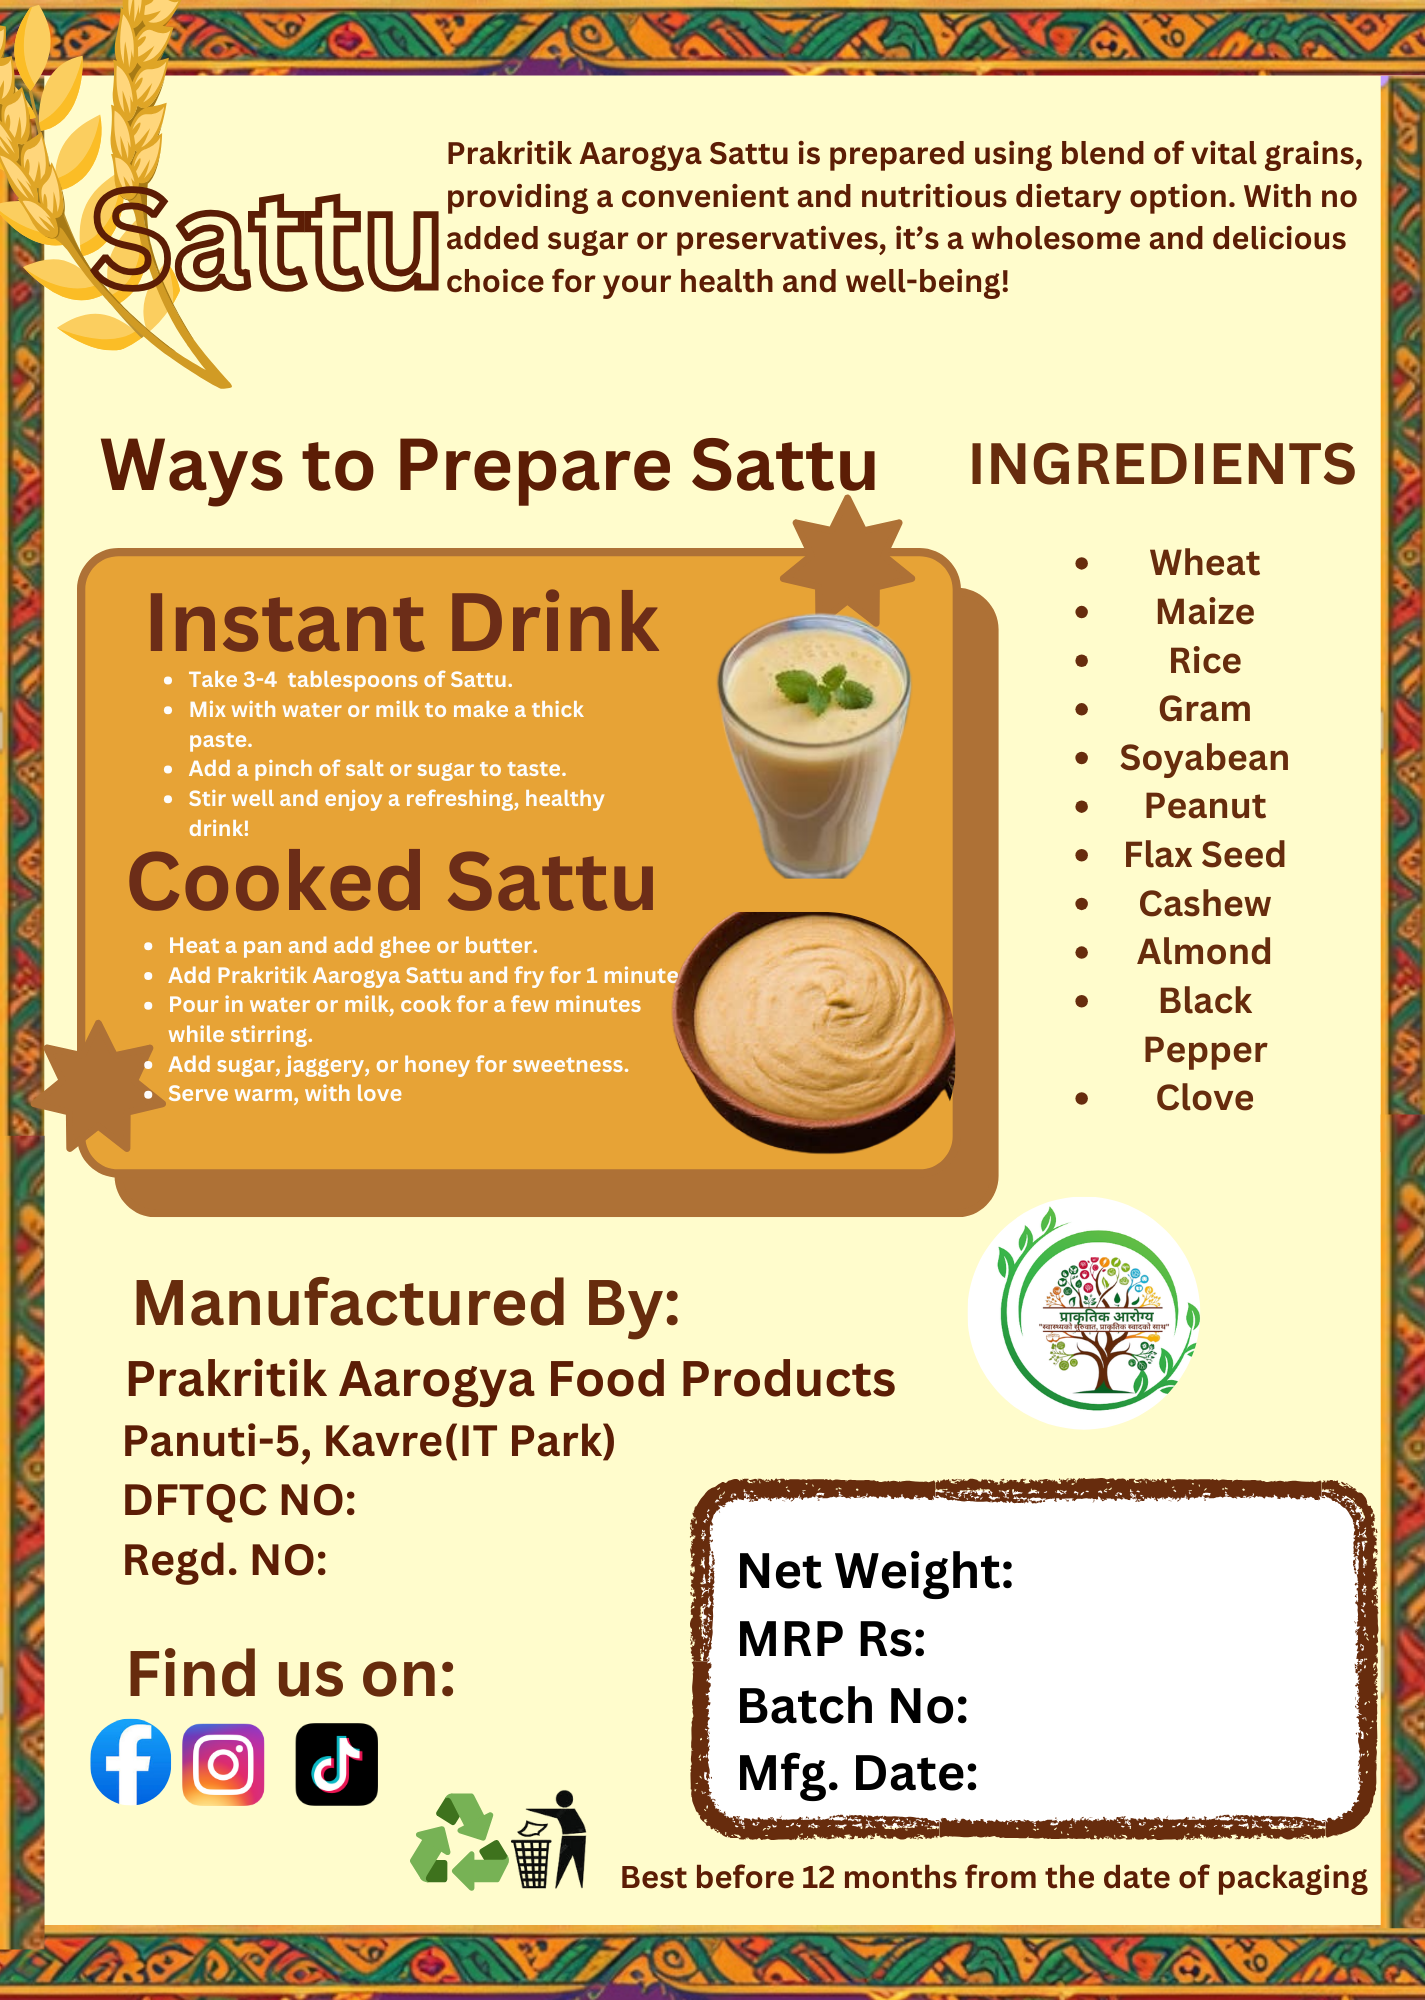 Sattu
Prakritik Aarogya Sattu is prepared using blend of vital grains,
providing a convenient and nutritious dietary option. With no
added sugar or preservatives, it’s a wholesome and delicious
choice for your health and well-being!
Ways to Prepare Sattu
Instant Drink
• Take 3-4 tablespoons of Sattu.
• Mix with water or milk to make a thick
paste.
• Add a pinch of salt or sugar to taste.
• Stir well and enjoy a refreshing, healthy
drink!
Cooked Sattu
• Heat a pan and add ghee or butter.
• Add Prakritik Aarogya Sattu and fry for 1 minute
• Pour in water or milk, cook for a few minutes
while stirring.
• Add sugar, jaggery, or honey for sweetness.
• Serve warm, with love
INGREDIENTS
• Wheat
• Maize
• Rice
• Gram
• Soyabean
• Peanut
• Flax Seed
• Cashew
• Almond
• Black
Pepper
• Clove
प्राकृतिक आरोग्य
"स्वास्थ्यको सुरुवात, प्राकृतिक स्वादको साथ"
Manufactured By:
Prakritik Aarogya Food Products
Panuti-5, Kavre(IT Park)
DFTQC NO:
Regd. NO:
Find us on:
Net Weight:
MRP Rs:
Batch No:
Mfg. Date:
Best before 12 months from the date of packaging